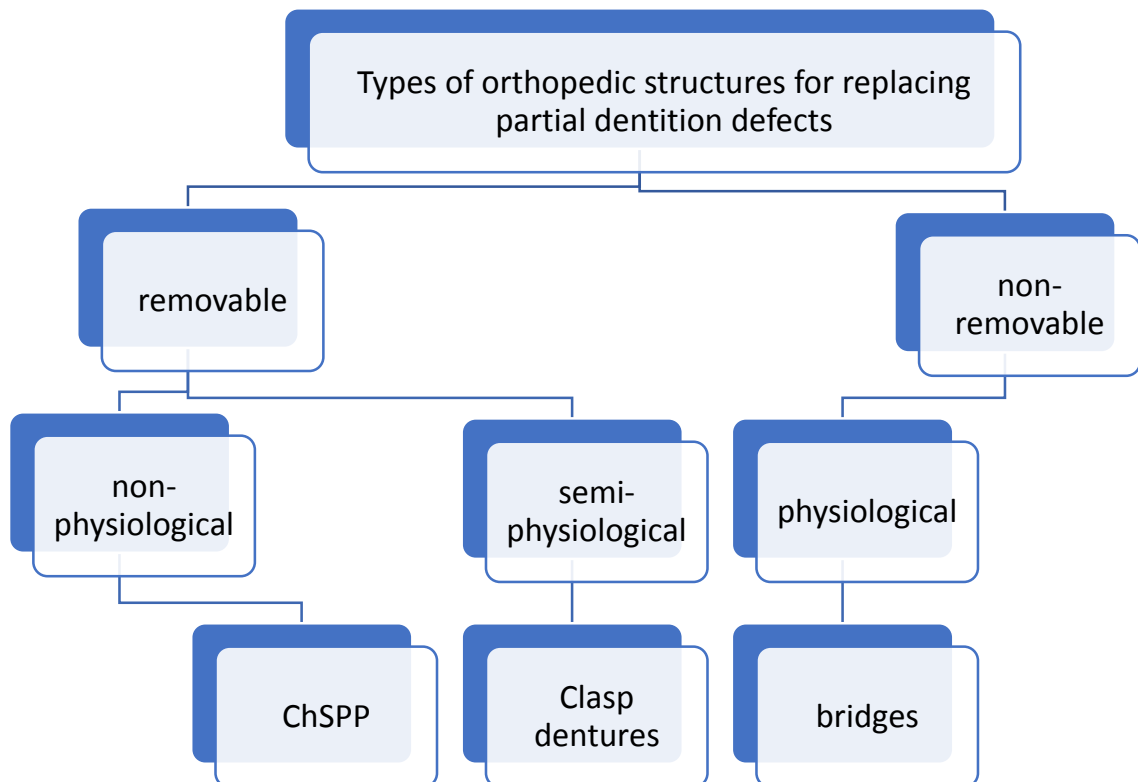 Types of orthopedic structures for replacing
partial dentition defects
removable
non-
removable
non-
physiological
semi-
physiological
physiological
ChSPP
Clasp
dentures
bridges